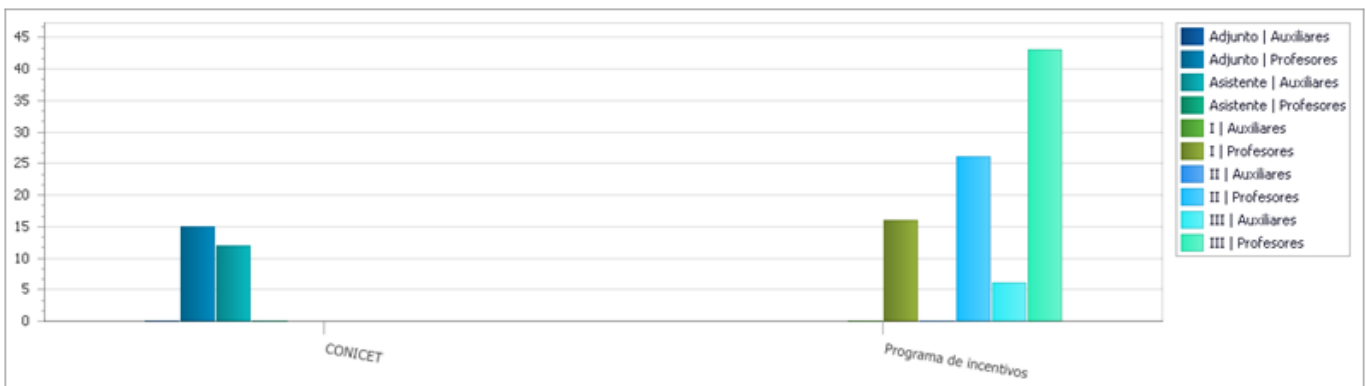 45
40
35
30
25
20
15
10
5
0
CONICET
Programa de incentivos
Adjunto | Auxiliares
Adjunto | Profesores
Asistente | Auxiliares
Asistente | Profesores
I | Auxiliares
I | Profesores
II | Auxiliares
II | Profesores
III | Auxiliares
III | Profesores